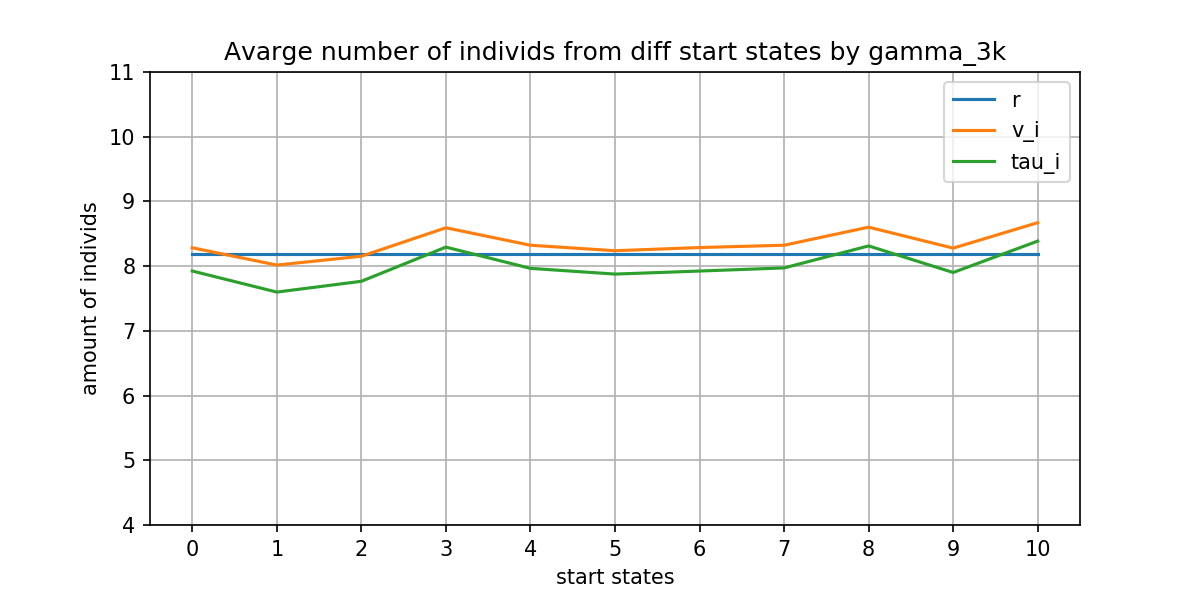 Avarge number of individs from diff start states by gamma_3k
11
10
9
8
7
6
5
4
amount of individs
r
v_i
tau_i
0 1 2 3 4 5 6 7 8 9 10
start states